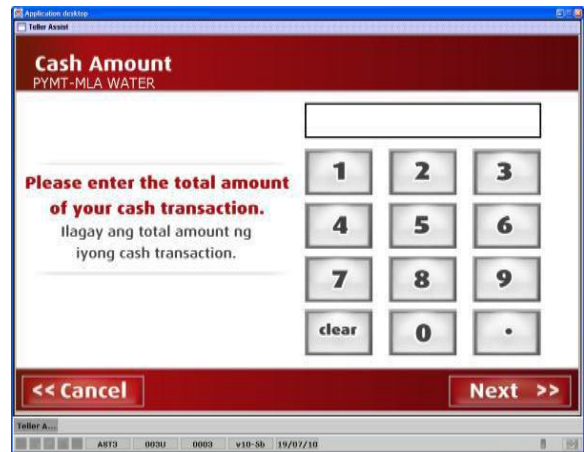 Application desktop
Teller Assist
Cash Amount
PYMT-MLA WATER
Please enter the total amount
of your cash transaction.
Ilagay ang total amount ng
iyong cash transaction.
1 2 3
4 5 6
7 8 9
clear 0 .
<< Cancel
Next >>
Teller A...
AST3 003U 0003 v10-5b 19/07/10